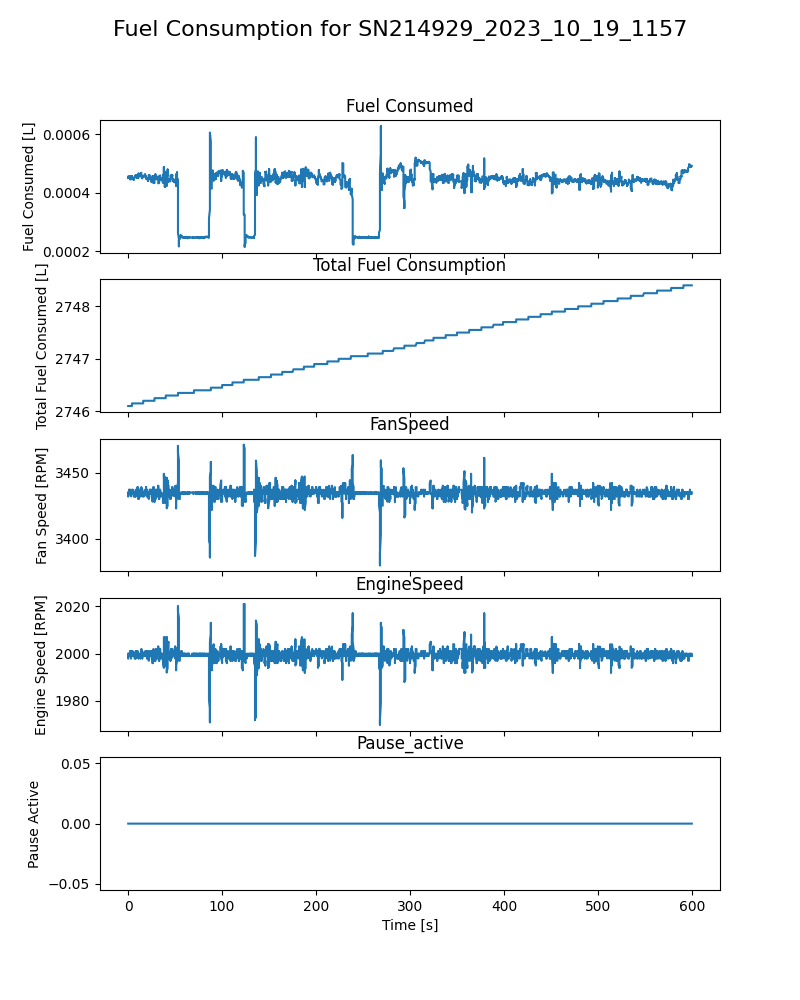 Fuel Consumption for SN214929_2023_10_19_1157
Fuel Consumed
Fuel Consumed [L]
0.0006
0.0004
0.0002
Total Fuel Consumption
Total Fuel Consumed [L]
2748
2747
2746
FanSpeed
Fan Speed [RPM]
3450
3400
EngineSpeed
Engine Speed [RPM]
2020
2000
1980
Pause_active
Pause Active
0.05
0.00
−0.05
0 100 200 300 400 500 600
Time [s]